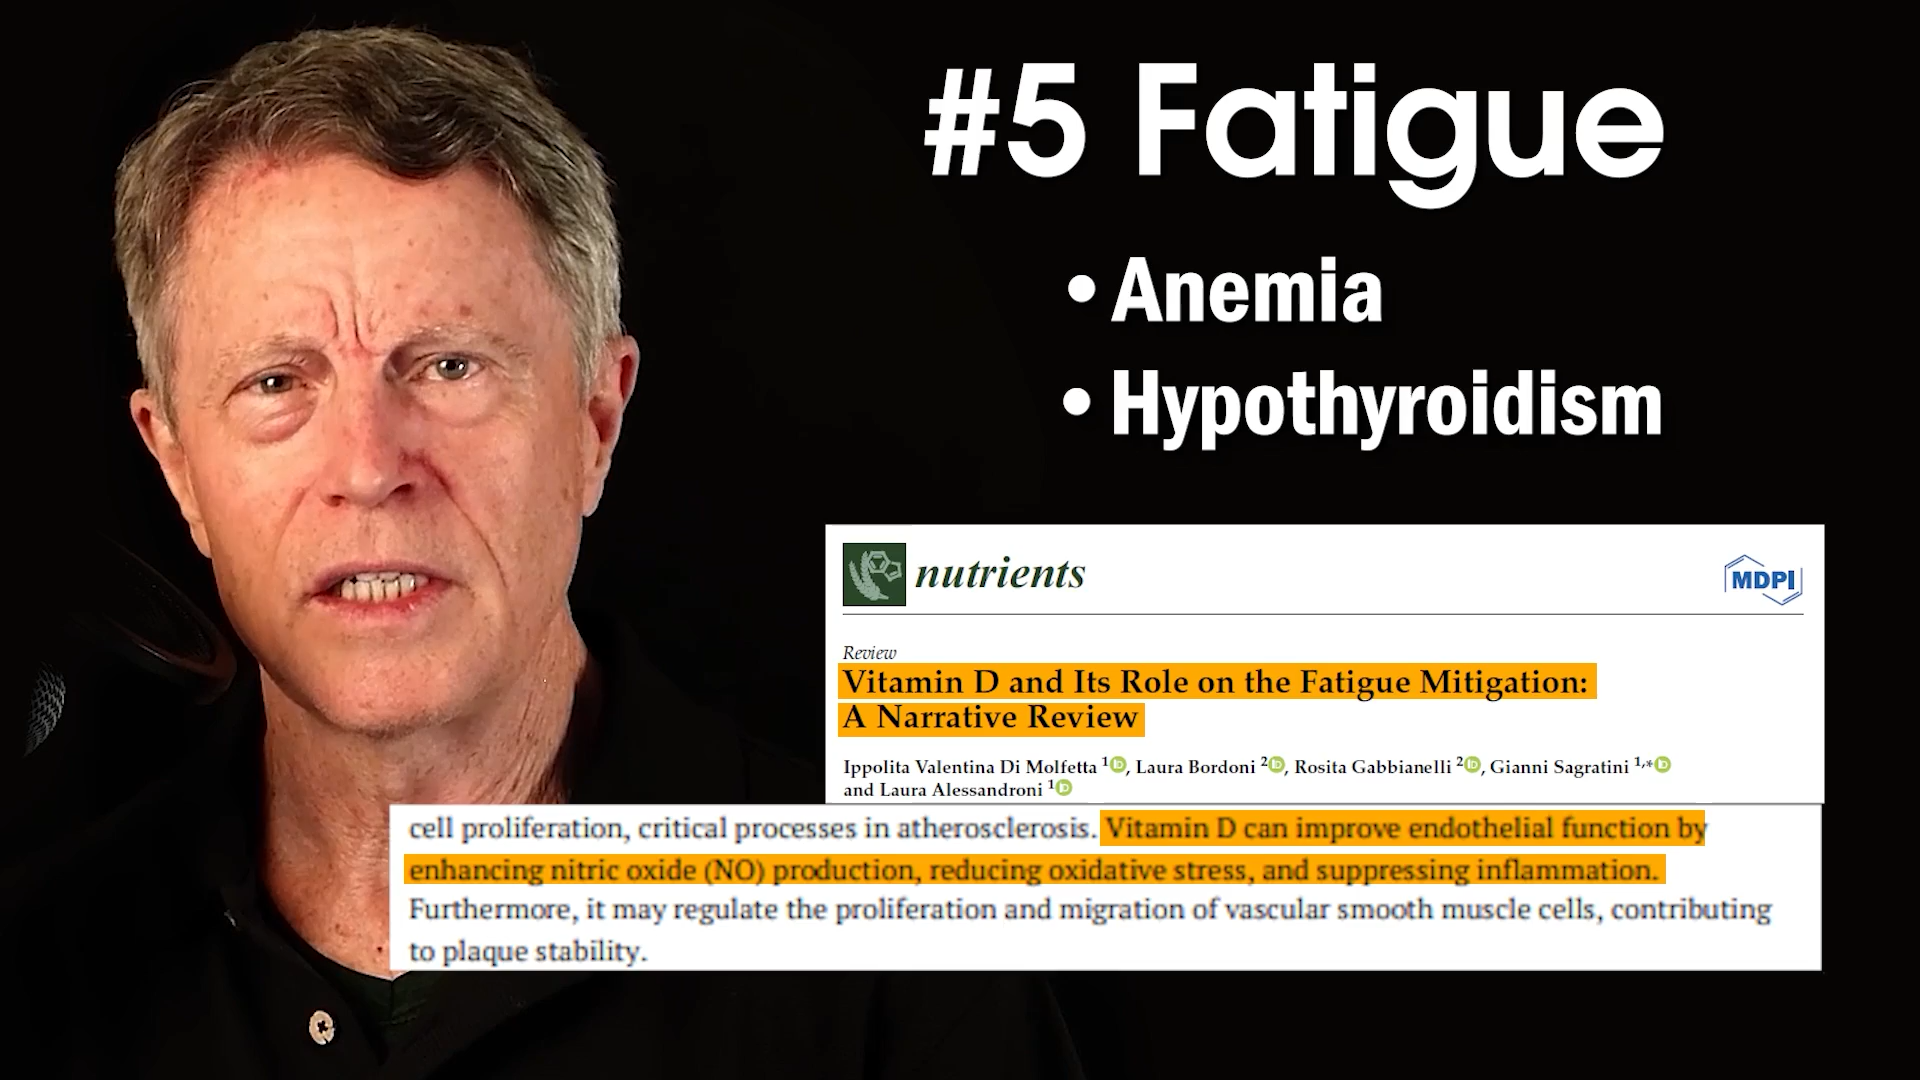 #5 Fatigue
• Anemia
• Hypothyroidism
nutrients
MDPI
Review
Vitamin D and Its Role on the Fatigue Mitigation:
A Narrative Review
Ippolita Valentina Di Molfetta 1, Laura Bordoni 2, Rosita Gabbianelli 2, Gianni Sagratini 1,*
and Laura Alessandroni 1
cell proliferation, critical processes in atherosclerosis. Vitamin D can improve endothelial function by
enhancing nitric oxide (NO) production, reducing oxidative stress, and suppressing inflammation.
Furthermore, it may regulate the proliferation and migration of vascular smooth muscle cells, contributing
to plaque stability.